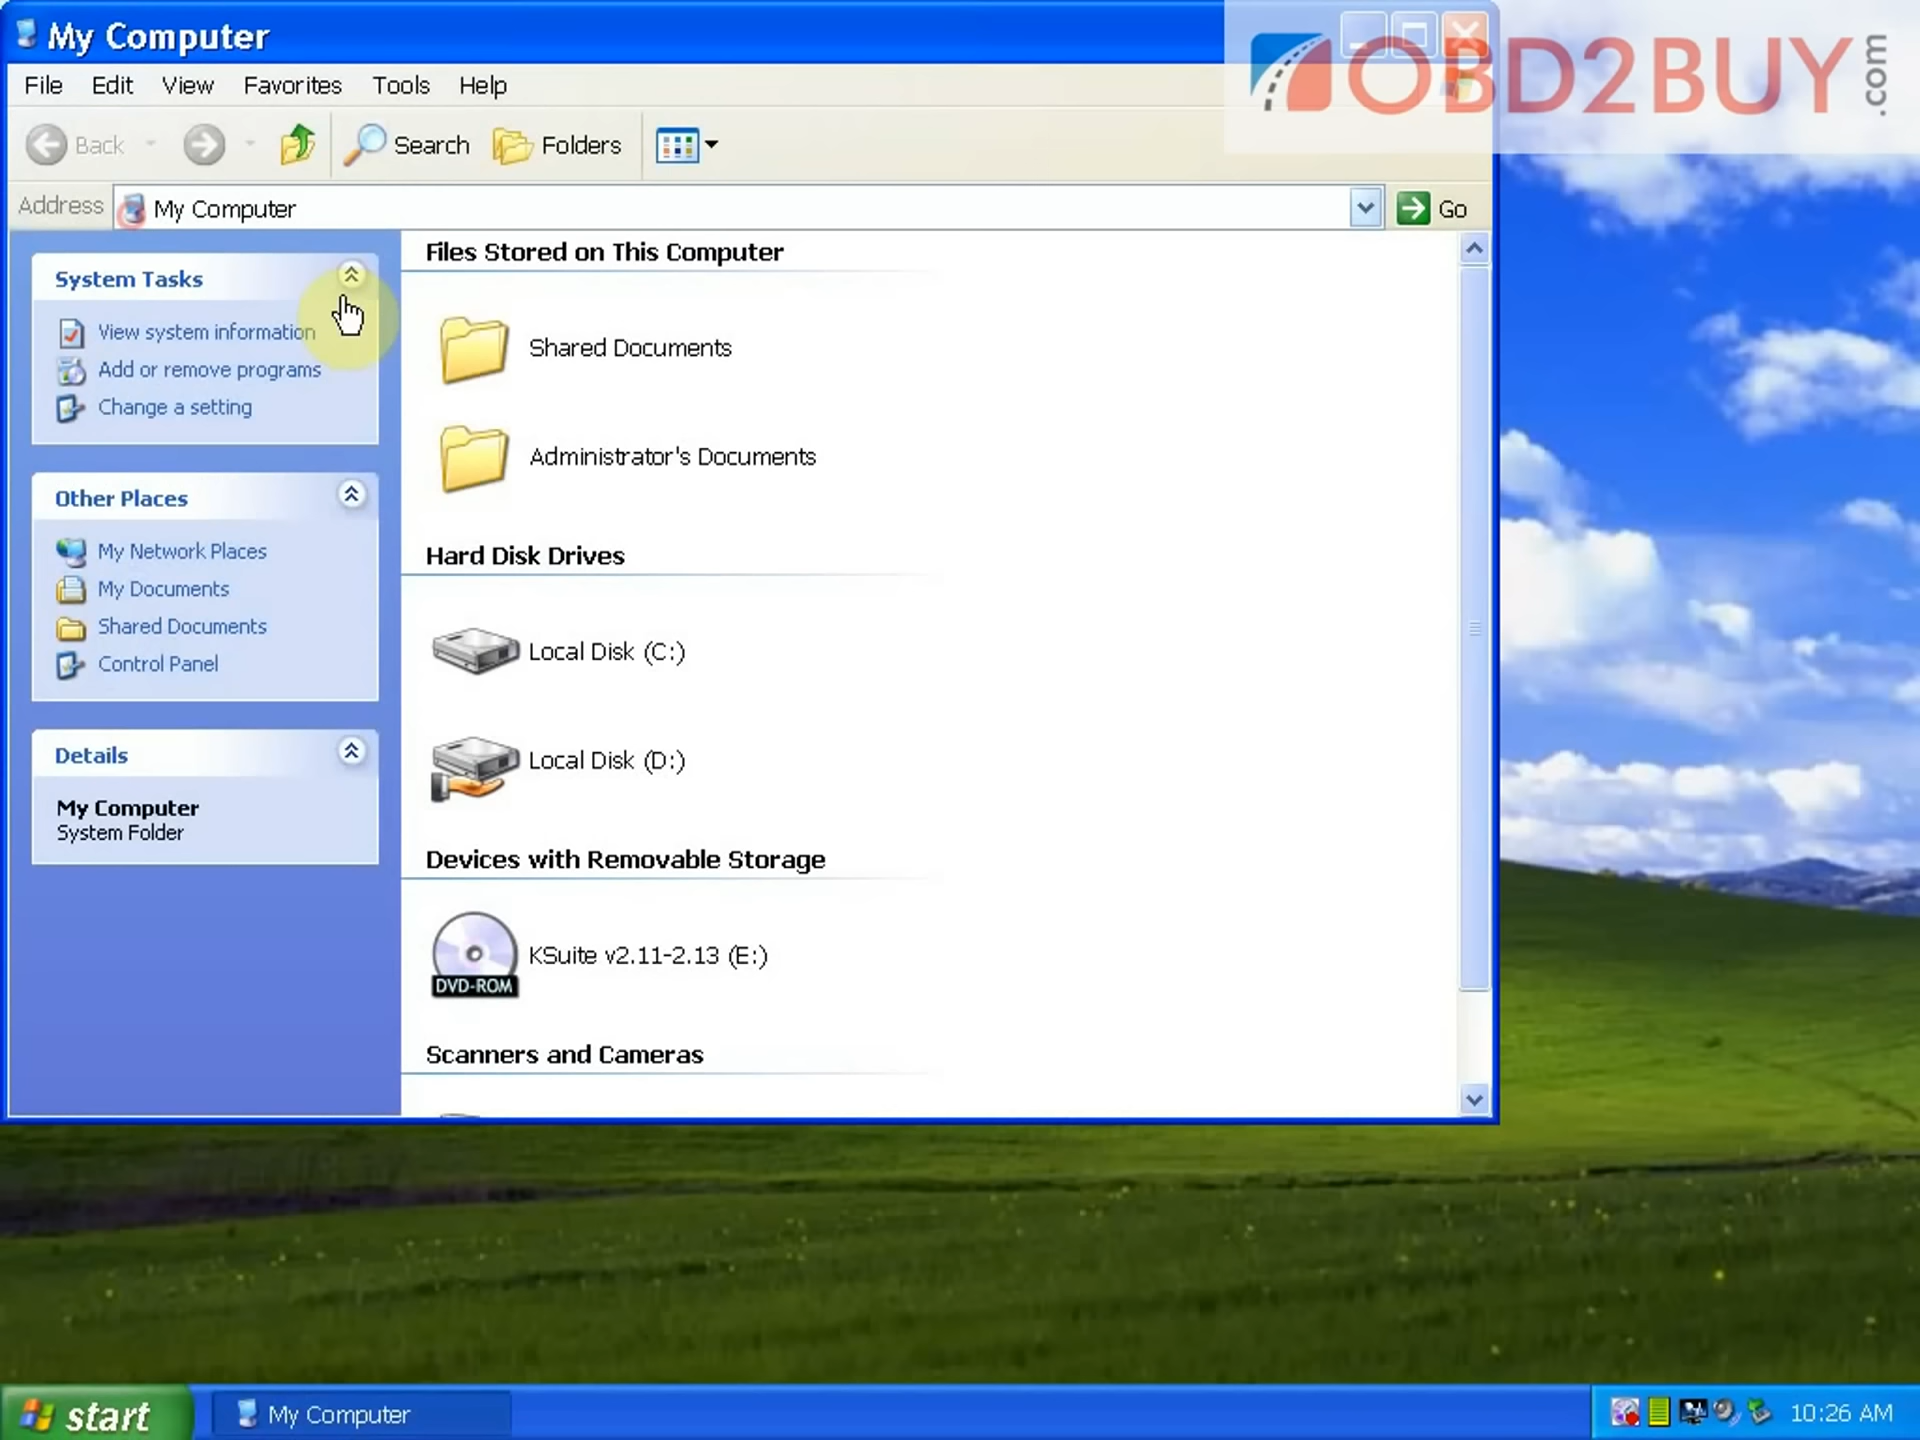 My Computer
OBD2BUY.com
File Edit View Favorites Tools Help
Back Search Folders
Address My Computer Go
System Tasks
View system information
Add or remove programs
Change a setting
Other Places
My Network Places
My Documents
Shared Documents
Control Panel
Details
My Computer
System Folder
Files Stored on This Computer
Shared Documents
Administrator's Documents
Hard Disk Drives
Local Disk (C:)
Local Disk (D:)
Devices with Removable Storage
DVD-ROM
KSuite v2.11-2.13 (E:)
Scanners and Cameras
start My Computer 10:26 AM